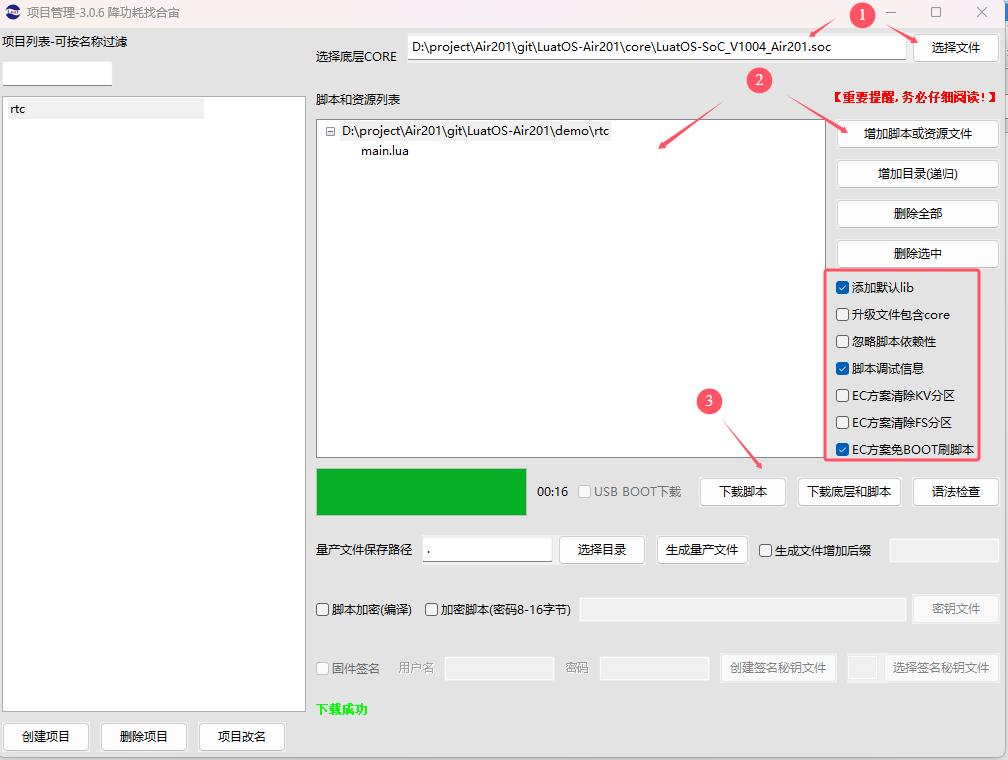 项目管理-3.0.6 降功耗找合宙
1
项目列表-可按名称过滤
选择底层CORE
D:\project\Air201\git\LuatOS-Air201\core\LuatOS-SoC_V1004_Air201.soc
选择文件
脚本和资源列表
2
【重要提醒,务必仔细阅读!】
rtc
D:\project\Air201\git\LuatOS-Air201\demo\rtc
main.lua
增加脚本或资源文件
增加目录(递归)
删除全部
删除选中
添加默认lib
升级文件包含core
忽略脚本依赖性
脚本调试信息
EC方案清除KV分区
EC方案清除FS分区
EC方案免BOOT刷脚本
3
00:16
USB BOOT下载
下载脚本
下载底层和脚本
语法检查
量产文件保存路径
.
选择目录
生成量产文件
生成文件增加后缀
脚本加密(编译)
加密脚本(密码8-16字节)
密钥文件
固件签名
用户名
密码
创建签名秘钥文件
选择签名秘钥文件
下载成功
创建项目
删除项目
项目改名